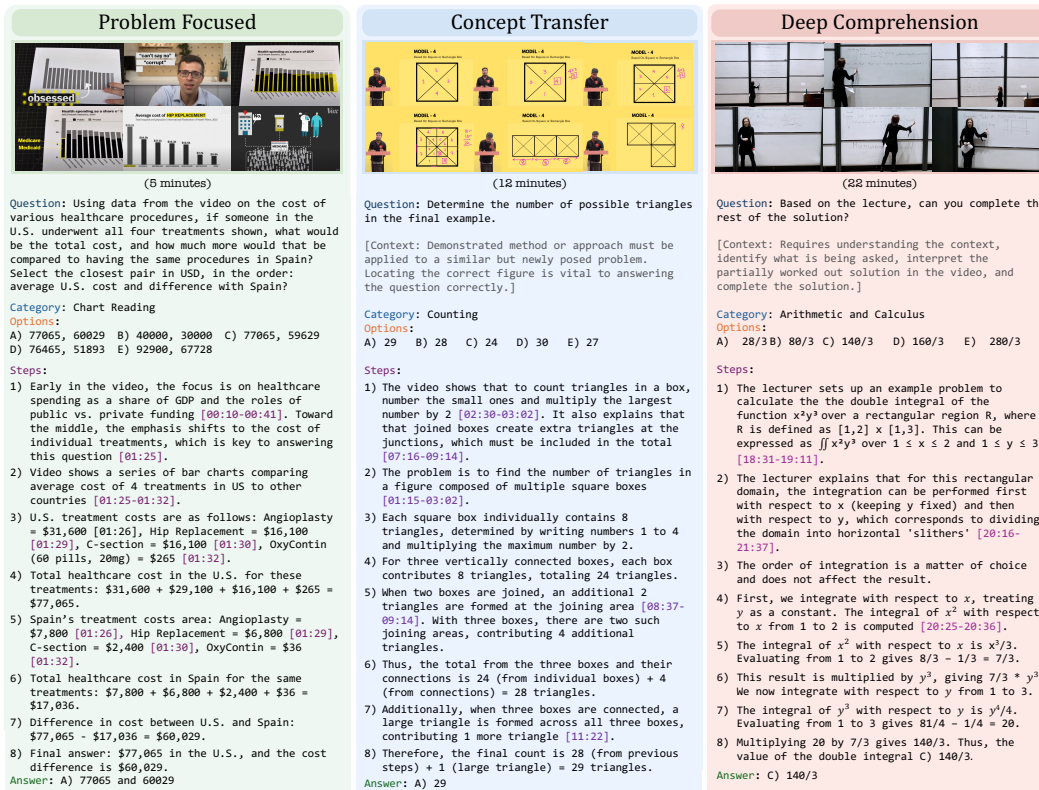 Problem Focused
obsessed
"can't say no"
"corrupt"
Health spending as a share of GDP
Medicare
Medicaid
Average cost of HIP REPLACEMENT
MEDICARE
(5 minutes)
Question: Using data from the video on the cost of
various healthcare procedures, if someone in the
U.S. underwent all four treatments shown, what would
be the total cost, and how much more would that be
compared to having the same procedures in Spain?
Select the closest pair in USD, in the order:
average U.S. cost and difference with Spain?
Category: Chart Reading
Options:
A) 77065, 60029 B) 40000, 30000 C) 77065, 59629
D) 76465, 51893 E) 92900, 67728
Steps:
1) Early in the video, the focus is on healthcare
spending as a share of GDP and the roles of
public vs. private funding [00:10-00:41]. Toward
the middle, the emphasis shifts to the cost of
individual treatments, which is key to answering
this question [01:25].
2) Video shows a series of bar charts comparing
average cost of 4 treatments in US to other
countries [01:25-01:32].
3) U.S. treatment costs are as follows: Angioplasty
= $31,600 [01:26], Hip Replacement = $16,100
[01:29], C-section = $16,100 [01:30], OxyContin
(60 pills, 20mg) = $265 [01:32].
4) Total healthcare cost in the U.S. for these
treatments: $31,600 + $29,100 + $16,100 + $265 =
$77,065.
5) Spain's treatment costs area: Angioplasty =
$7,800 [01:26], Hip Replacement = $6,800 [01:29],
C-section = $2,400 [01:30], OxyContin = $36
[01:32].
6) Total healthcare cost in Spain for the same
treatments: $7,800 + $6,800 + $2,400 + $36 =
$17,036.
7) Difference in cost between U.S. and Spain:
$77,065 - $17,036 = $60,029.
8) Final answer: $77,065 in the U.S., and the cost
difference is $60,029.
Answer: A) 77065 and 60029
Concept Transfer
MODEL - 4
MODEL - 4
MODEL - 4
MODEL - 4
MODEL - 4
MODEL - 4
(12 minutes)
Question: Determine the number of possible triangles
in the final example.
[Context: Demonstrated method or approach must be
applied to a similar but newly posed problem.
Locating the correct figure is vital to answering
the question correctly.]
Category: Counting
Options:
A) 29 B) 28 C) 24 D) 30 E) 27
Steps:
1) The video shows that to count triangles in a box,
number the small ones and multiply the largest
number by 2 [02:30-03:02]. It also explains that
that joined boxes create extra triangles at the
junctions, which must be included in the total
[07:16-09:14].
2) The problem is to find the number of triangles in
a figure composed of multiple square boxes
[01:15-03:02].
3) Each square box individually contains 8
triangles, determined by writing numbers 1 to 4
and multiplying the maximum number by 2.
4) For three vertically connected boxes, each box
contributes 8 triangles, totaling 24 triangles.
5) When two boxes are joined, an additional 2
triangles are formed at the joining area [08:37-
09:14]. With three boxes, there are two such
joining areas, contributing 4 additional
triangles.
6) Thus, the total from the three boxes and their
connections is 24 (from individual boxes) + 4
(from connections) = 28 triangles.
7) Additionally, when three boxes are connected, a
large triangle is formed across all three boxes,
contributing 1 more triangle [11:22].
8) Therefore, the final count is 28 (from previous
steps) + 1 (large triangle) = 29 triangles.
Answer: A) 29
Deep Comprehension
(22 minutes)
Question: Based on the lecture, can you complete th
rest of the solution?
[Context: Requires understanding the context,
identify what is being asked, interpret the
partially worked out solution in the video, and
complete the solution.]
Category: Arithmetic and Calculus
Options:
A) 28/3 B) 80/3 C) 140/3 D) 160/3 E) 280/3
Steps:
1) The lecturer sets up an example problem to
calculate the the double integral of the
function x²y³ over a rectangular region R, where
R is defined as [1,2] x [1,3]. This can be
expressed as ∬ x²y³ over 1 ≤ x ≤ 2 and 1 ≤ y ≤ 3
[18:31-19:11].
2) The lecturer explains that for this rectangular
domain, the integration can be performed first
with respect to x (keeping y fixed) and then
with respect to y, which corresponds to dividing
the domain into horizontal 'slithers' [20:16-
21:37].
3) The order of integration is a matter of choice
and does not affect the result.
4) First, we integrate with respect to x, treating
y as a constant. The integral of x² with respect
to x from 1 to 2 is computed [20:25-20:36].
5) The integral of x² with respect to x is x³/3.
Evaluating from 1 to 2 gives 8/3 – 1/3 = 7/3.
6) This result is multiplied by y³, giving 7/3 * y³
We now integrate with respect to y from 1 to 3.
7) The integral of y³ with respect to y is y⁴/4.
Evaluating from 1 to 3 gives 81/4 – 1/4 = 20.
8) Multiplying 20 by 7/3 gives 140/3. Thus, the
value of the double integral C) 140/3.
Answer: C) 140/3